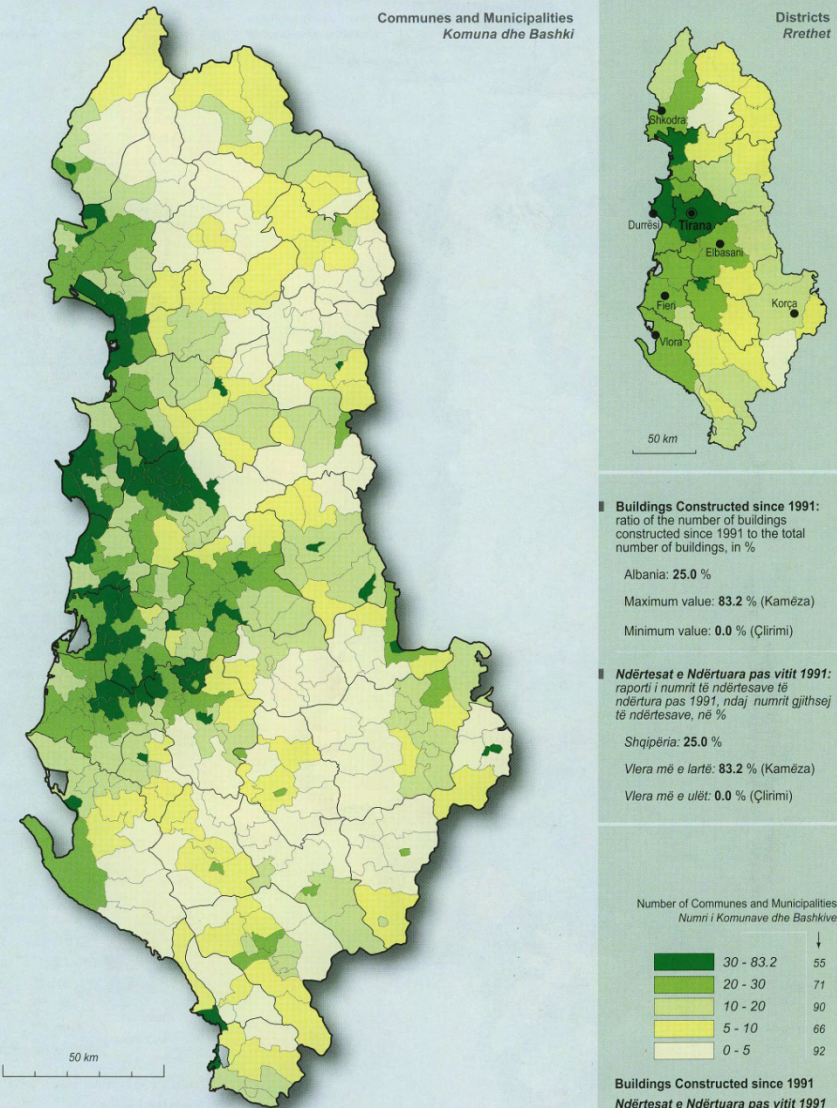 Communes and Municipalities
Komuna dhe Bashki
Districts
Rrethet
Shkodra
Durrësi
Tirana
Elbasani
Fieri
Korça
Vlora
50 km
Buildings Constructed since 1991:
ratio of the number of buildings
constructed since 1991 to the total
number of buildings, in %
Albania: 25.0 %
Maximum value: 83.2 % (Kamëza)
Minimum value: 0.0 % (Çlirimi)
Ndërtesat e Ndërtuara pas vitit 1991:
raporti i numrit të ndërtesave të
ndërtura pas 1991, ndaj numrit gjithsej
të ndërtesave, në %
Shqipëria: 25.0 %
Vlera më e lartë: 83.2 % (Kamëza)
Vlera më e ulët: 0.0 % (Çlirimi)
Number of Communes and Municipalities
Numri i Komunave dhe Bashkive
30 - 83.2 55
20 - 30 71
10 - 20 90
5 - 10 66
0 - 5 92
Buildings Constructed since 1991
Ndërtesat e Ndërtuara pas vitit 1991
50 km